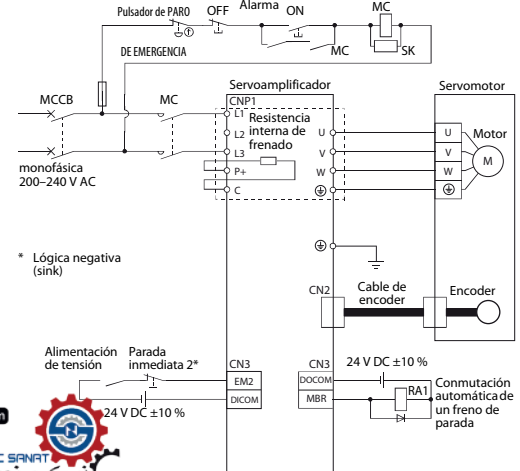 Pulsador de PARO OFF Alarma ON MC
DE EMERGENCIA MC SK
Servoamplificador Servomotor
MCCB MC CNP1
L1 Resistencia
interna de
frenado
L2 U U Motor
L3 V V M
P+ W W
C
monofásica
200–240 V AC
* Lógica negativa
(sink)
CN2 Cable de
encoder
Encoder
Alimentación
de tensión
Parada
inmediata 2*
CN3 CN3 24 V DC ±10 %
EM2 DOCOM
DICOM MBR RA1
24 V DC ±10 %
Conmutación
automática de
un freno de
parada
C SANAT